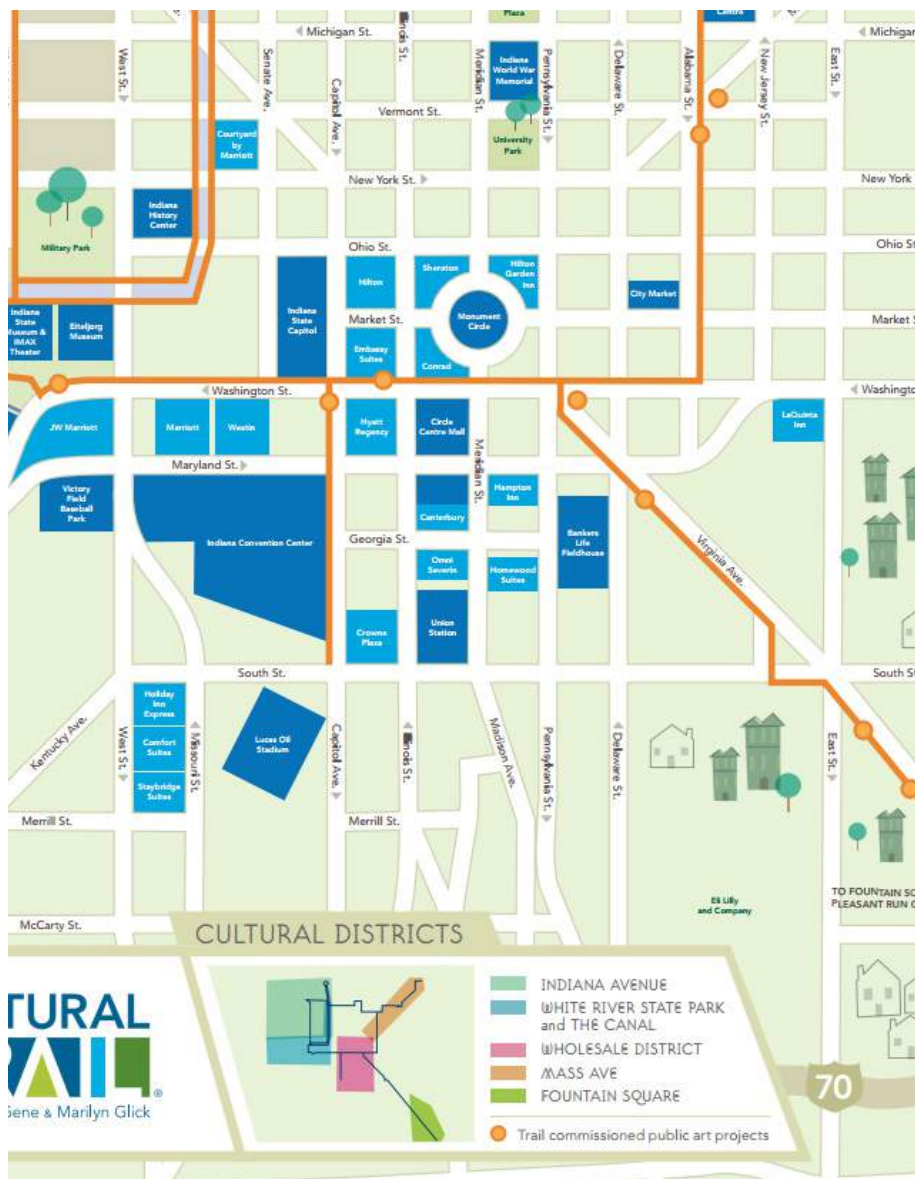 Plaza
Centre
Michigan St.
Michigan
West St.
Senate Ave.
Capitol Ave.
Illinois St.
Meridian St.
Pennsylvania St.
Delaware St.
Alabama St.
New Jersey St.
East St.
Indiana
World War
Memorial
Vermont St.
Courtyard
by
Marriott
University
Park
New York St.
New York
Indiana
History
Center
Military Park
Ohio St.
Ohio St
Hilton
Sheraton
Hilton
Garden
Inn
City Market
Indiana
State
Capitol
Monument
Circle
Market St.
Market S
Indiana
State
Museum &
IMAX
Theater
Eiteljorg
Museum
Embassy
Suites
Conrad
Washington St.
Washingto
JW Marriott
Marriott
Westin
Hyatt
Regency
Circle
Centre Mall
LaQuinta
Inn
Maryland St.
Meridian St.
Victory
Field
Baseball
Park
Hampton
Inn
Canterbury
Indiana Convention Center
Georgia St.
Bankers
Life
Fieldhouse
Virginia Ave.
Omni
Severin
Homewood
Suites
Crowne
Plaza
Union
Station
South St.
South St
Kentucky Ave.
West St.
Holiday
Inn
Express
Comfort
Suites
Staybridge
Suites
Missouri St.
Lucas Oil
Stadium
Capitol Ave.
Illinois St.
Madison Ave.
Pennsylvania St.
Delaware St.
East St.
Merrill St.
Merrill St.
Eli Lilly
and Company
TO FOUNTAIN SQ
PLEASANT RUN G
McCarty St.
CULTURAL DISTRICTS
INDIANA AVENUE
WHITE RIVER STATE PARK
and THE CANAL
WHOLESALE DISTRICT
MASS AVE
FOUNTAIN SQUARE
Trail commissioned public art projects
TURAL
RAIL®
Gene & Marilyn Glick
70